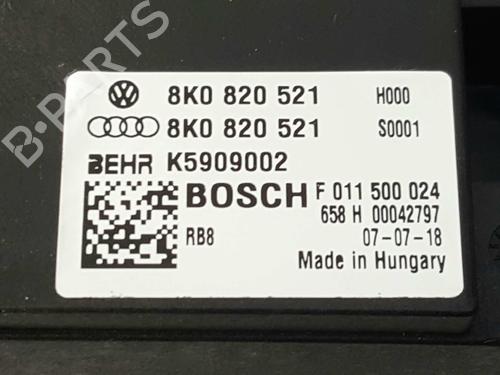 B-PARTS
8K0 820 521 H000
8K0 820 521 S0001
BEHR K5909002
BOSCH F 011 500 024
658 H 00042797
RB8 07-07-18
Made in Hungary